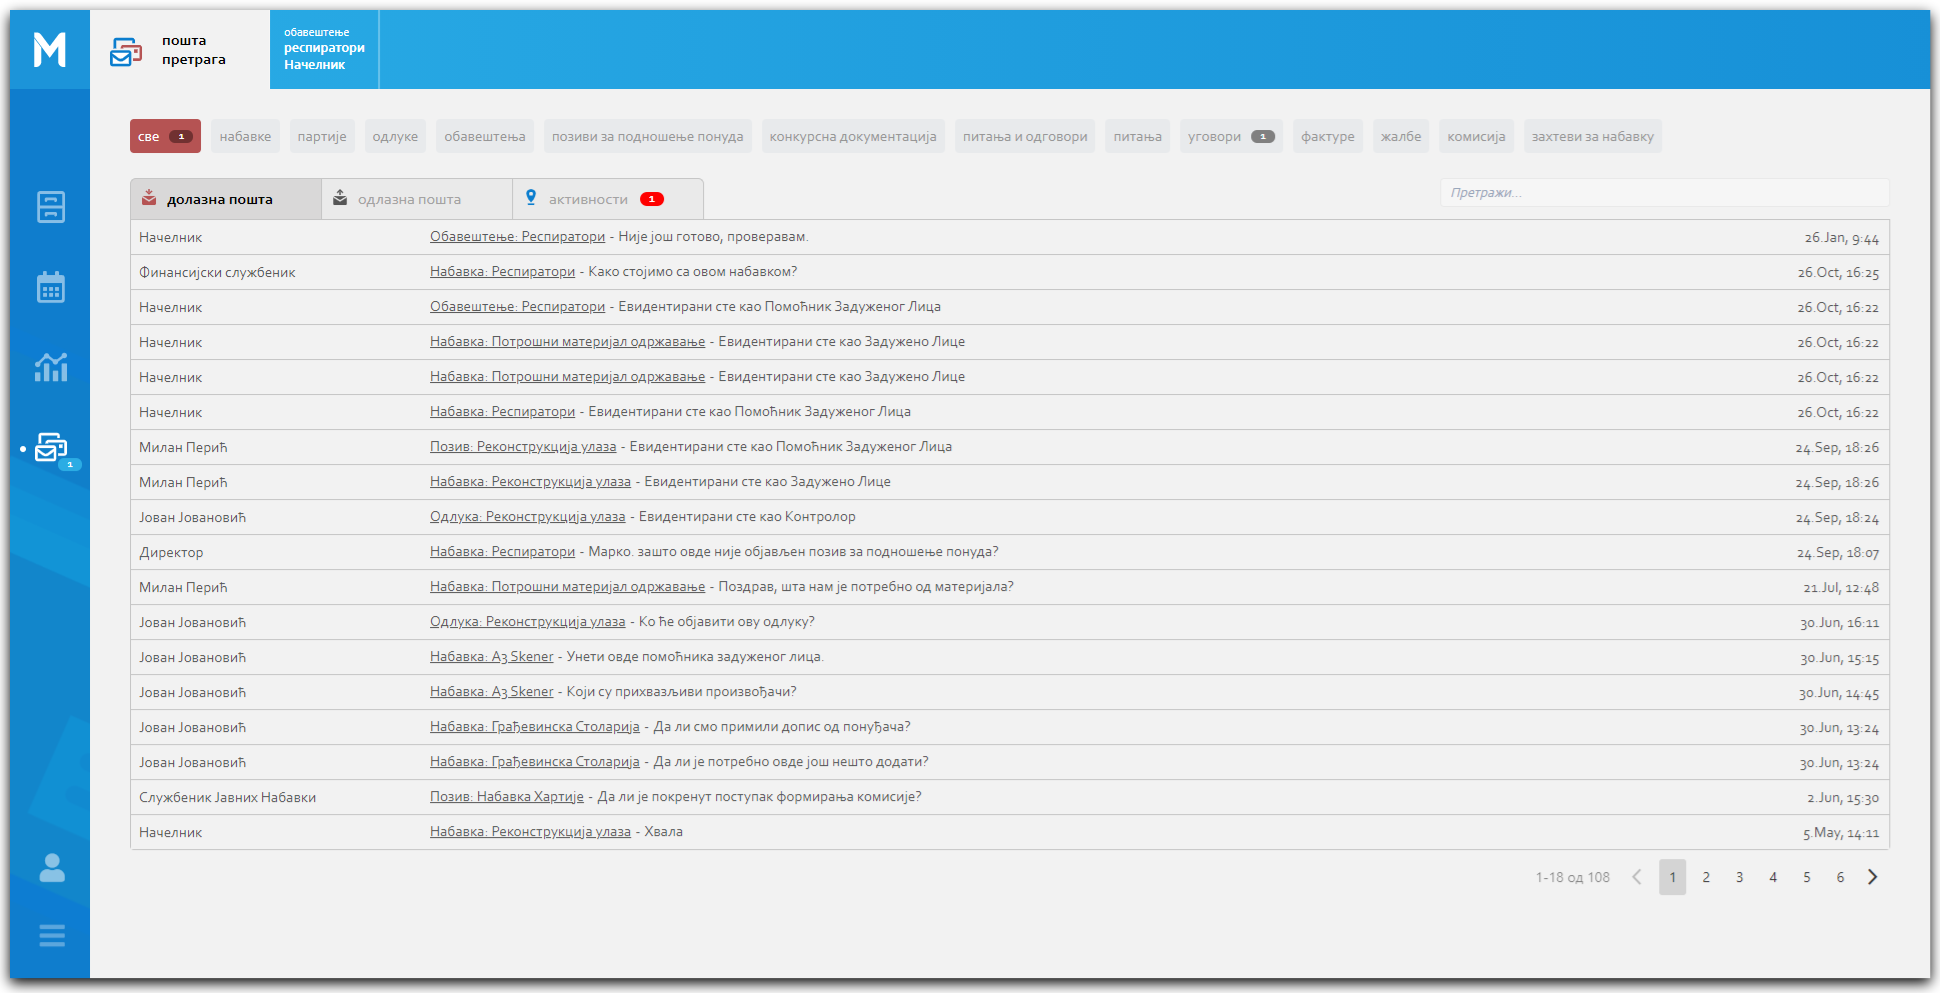 M
пошта
претрага
обавештење
респиратори
Начелник
све 1
набавке
партије
одлуке
обавештења
позиви за подношење понуда
конкурсна документација
питања и одговори
питања
уговори 1
фактуре
жалбе
комисија
захтеви за набавку
долазна пошта
одлазна пошта
активности 1
Претражи...
Начелник Обавештење: Респиратори - Није још готово, проверавам. 26.Jan, 9:44
Финансијски службеник Набавка: Респиратори - Како стојимо са овом набавком? 26.Oct, 16:25
Начелник Обавештење: Респиратори - Евидентирани сте као Помоћник Задуженог Лица 26.Oct, 16:22
Начелник Набавка: Потрошни материјал одржавање - Евидентирани сте као Задужено Лице 26.Oct, 16:22
Начелник Набавка: Потрошни материјал одржавање - Евидентирани сте као Задужено Лице 26.Oct, 16:22
Начелник Набавка: Респиратори - Евидентирани сте као Помоћник Задуженог Лица 26.Oct, 16:22
Милан Перић Позив: Реконструкција улаза - Евидентирани сте као Помоћник Задуженог Лица 24.Sep, 18:26
Милан Перић Набавка: Реконструкција улаза - Евидентирани сте као Задужено Лице 24.Sep, 18:26
Јован Јовановић Одлука: Реконструкција улаза - Евидентирани сте као Контролор 24.Sep, 18:24
Директор Набавка: Респиратори - Марко. зашто овде није објављен позив за подношење понуда? 24.Sep, 18:07
Милан Перић Набавка: Потрошни материјал одржавање - Поздрав, шта нам је потребно од материјала? 21.Jul, 12:48
Јован Јовановић Одлука: Реконструкција улаза - Ко ће објавити ову одлуку? 30.Jun, 16:11
Јован Јовановић Набавка: A3 Skener - Унети овде помоћника задуженог лица. 30.Jun, 15:15
Јован Јовановић Набавка: A3 Skener - Који су прихвазљиви произвођачи? 30.Jun, 14:45
Јован Јовановић Набавка: Грађевинска Столарија - Да ли смо примили допис од понуђача? 30.Jun, 13:24
Јован Јовановић Набавка: Грађевинска Столарија - Да ли је потребно овде још нешто додати? 30.Jun, 13:24
Службеник Јавних Набавки Позив: Набавка Хартије - Да ли је покренут поступак формирања комисије? 2.Jun, 15:30
Начелник Набавка: Реконструкција улаза - Хвала 5.May, 14:11
1
1-18 од 108 1 2 3 4 5 6